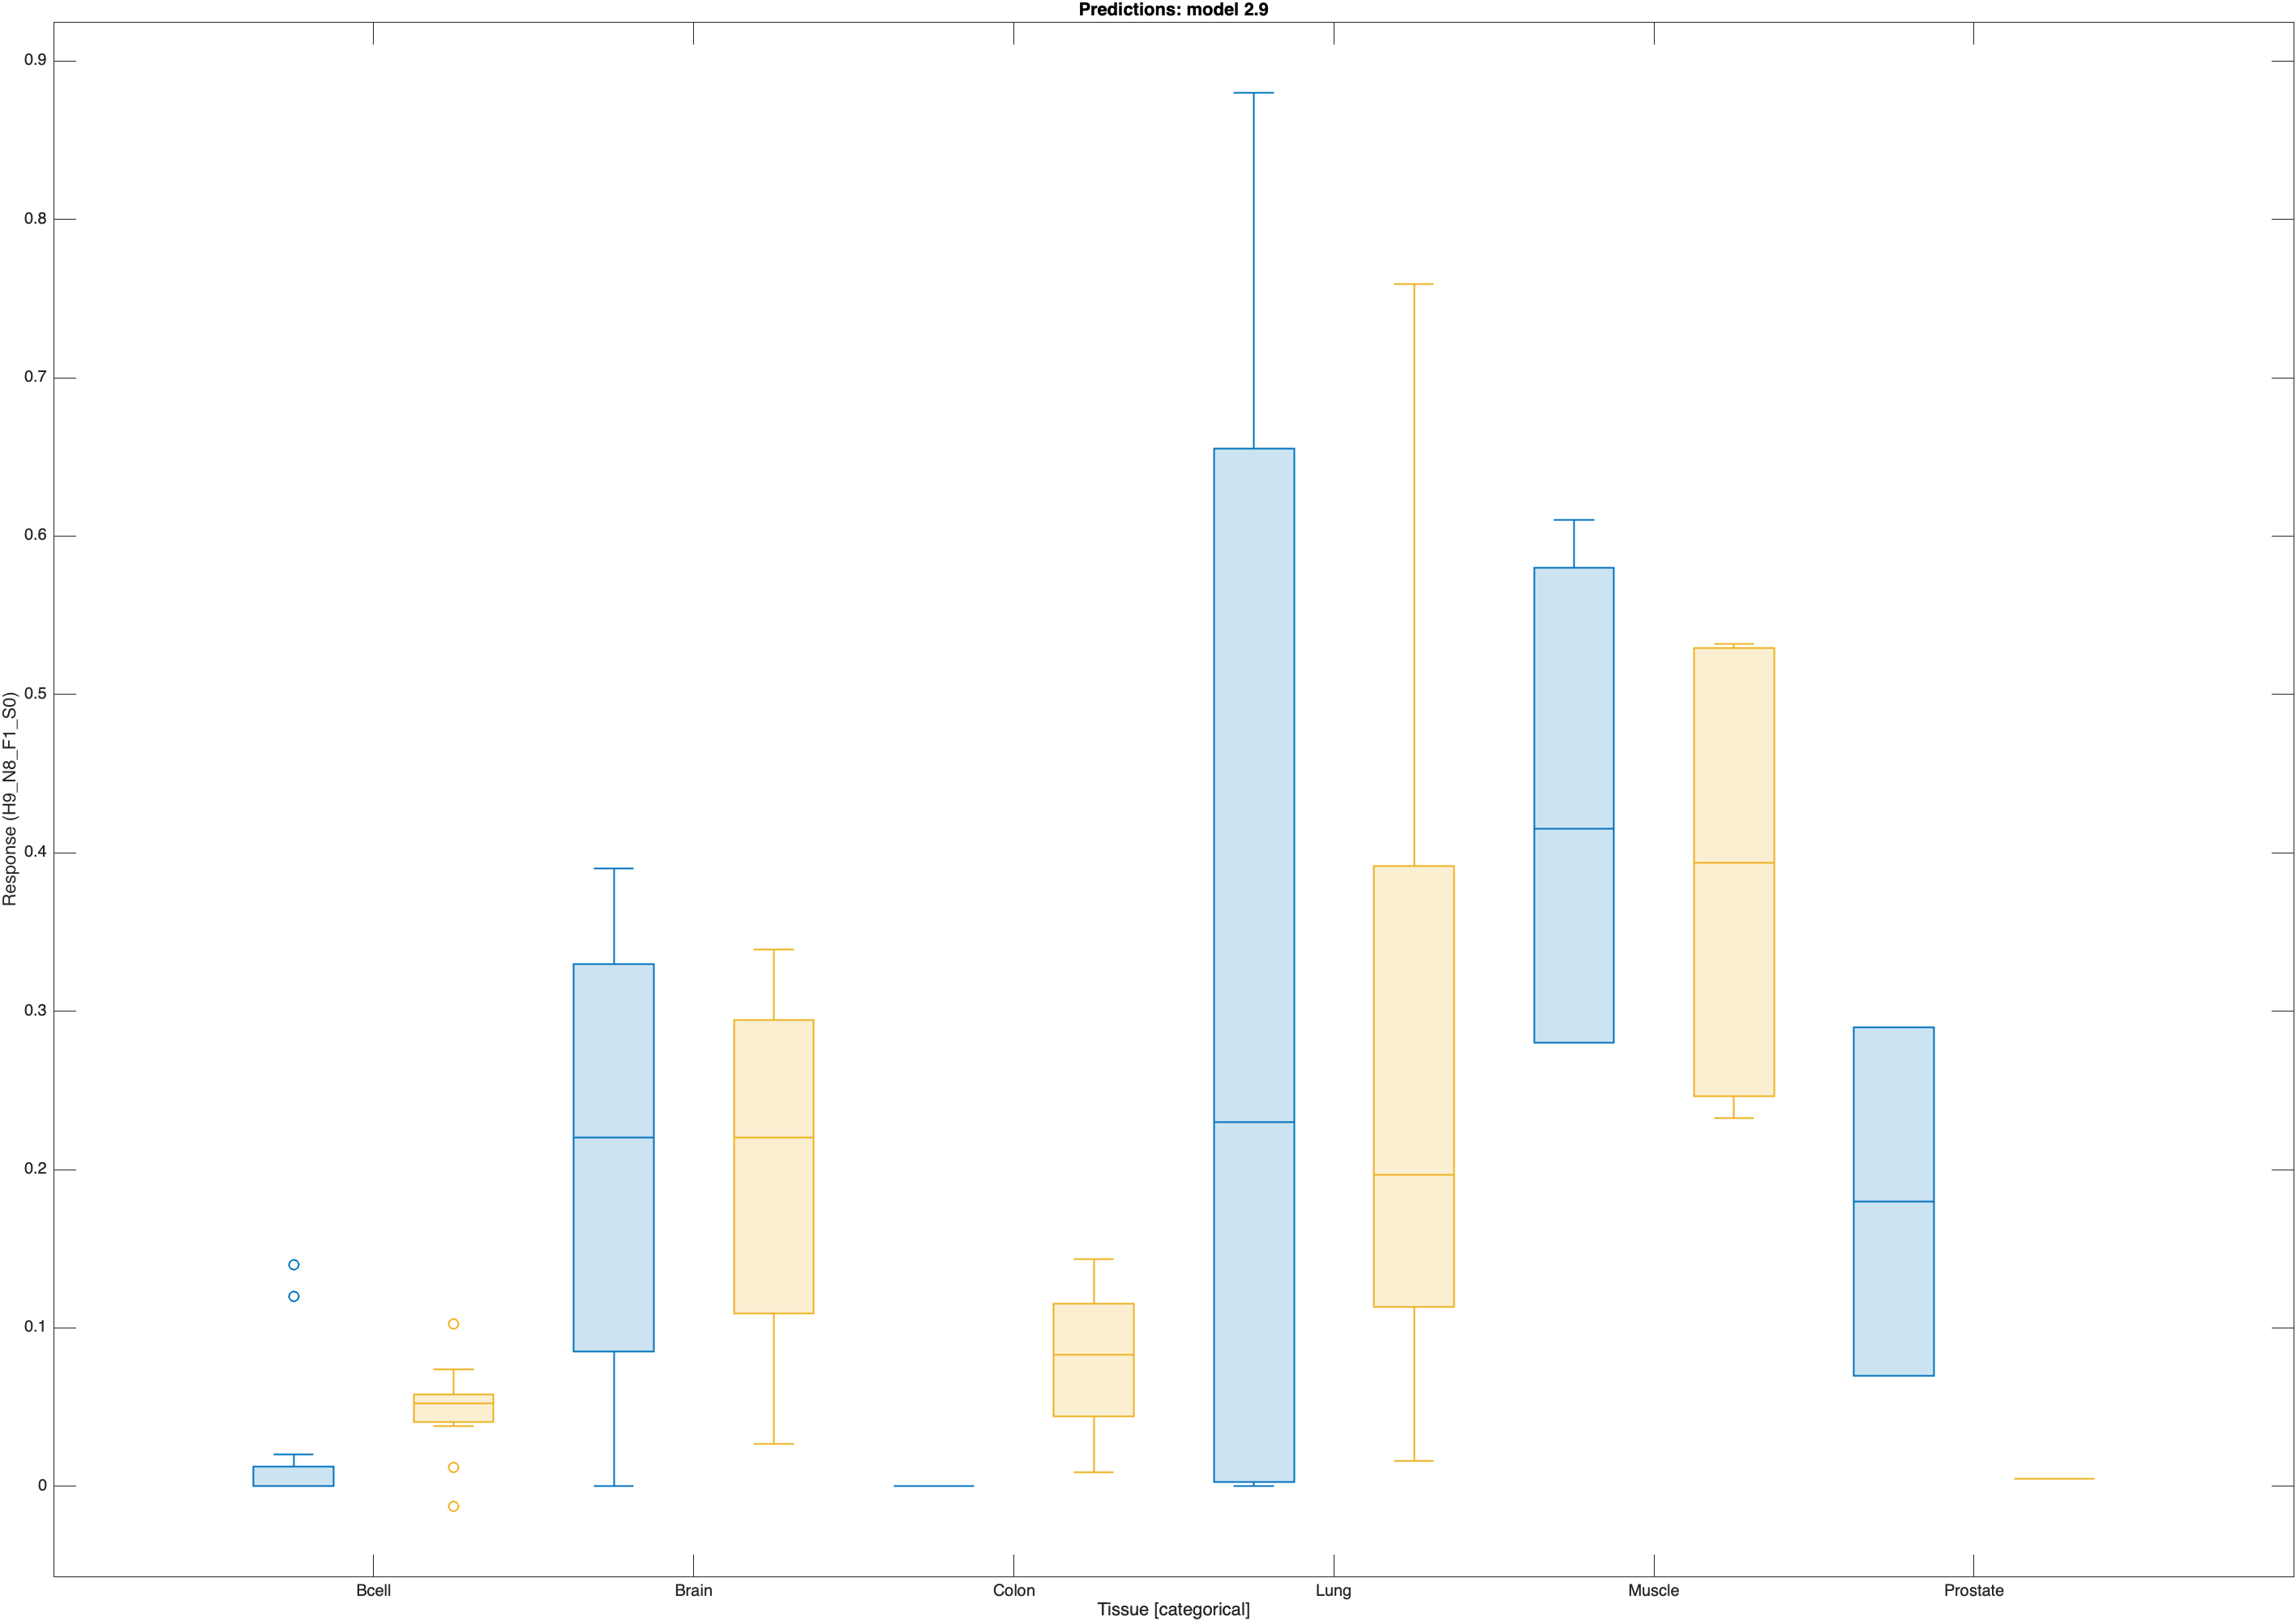 Predictions: model 2.9
0.9
0.8
0.7
0.6
0.5
0.4
0.3
0.2
0.1
0
Response (H9_N8_F1_S0)
Bcell Brain Colon Lung Muscle Prostate
Tissue [categorical]